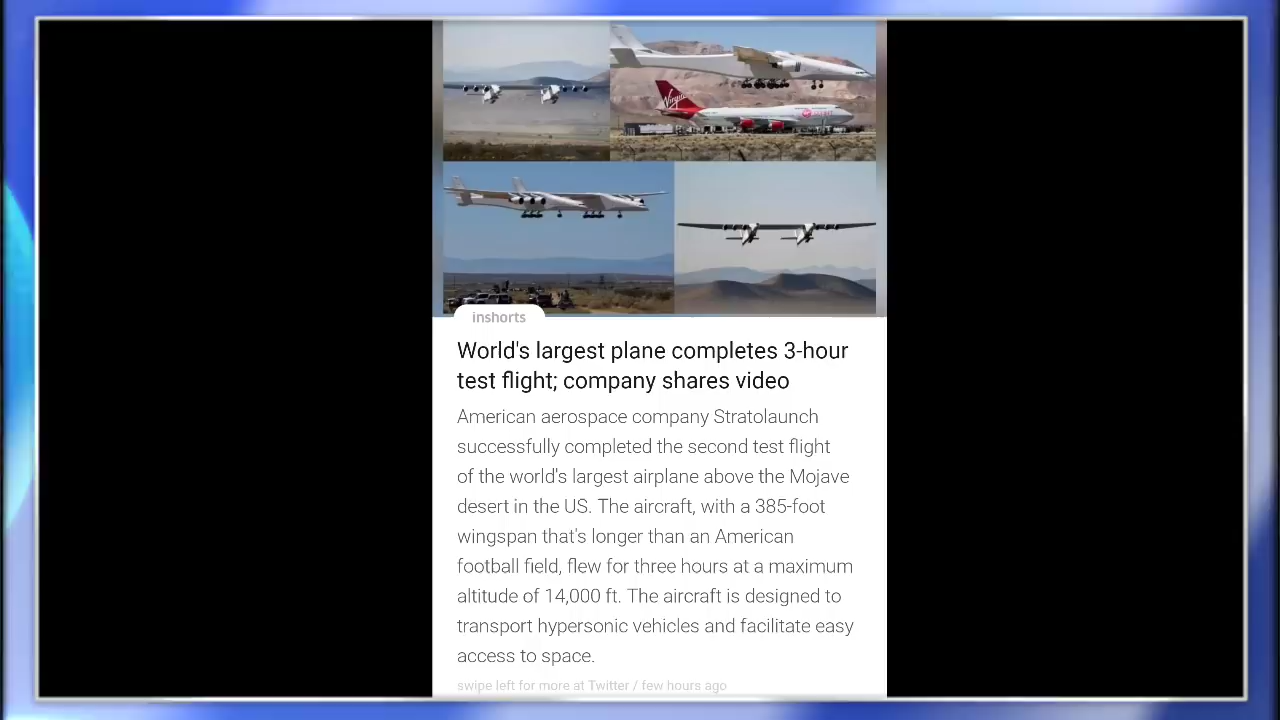 Virgin
inshorts
World's largest plane completes 3-hour
test flight; company shares video
American aerospace company Stratolaunch
successfully completed the second test flight
of the world's largest airplane above the Mojave
desert in the US. The aircraft, with a 385-foot
wingspan that's longer than an American
football field, flew for three hours at a maximum
altitude of 14,000 ft. The aircraft is designed to
transport hypersonic vehicles and facilitate easy
access to space.
swipe left for more at Twitter / few hours ago